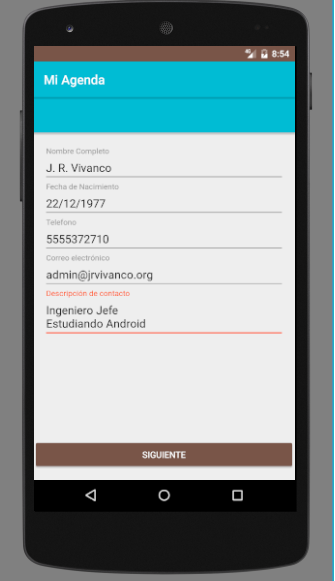 8:54
Mi Agenda
Nombre Completo
J. R. Vivanco
Fecha de Nacimiento
22/12/1977
Telefono
5555372710
Correo electrónico
admin@jrvivanco.org
Descripción de contacto
Ingeniero Jefe
Estudiando Android
SIGUIENTE